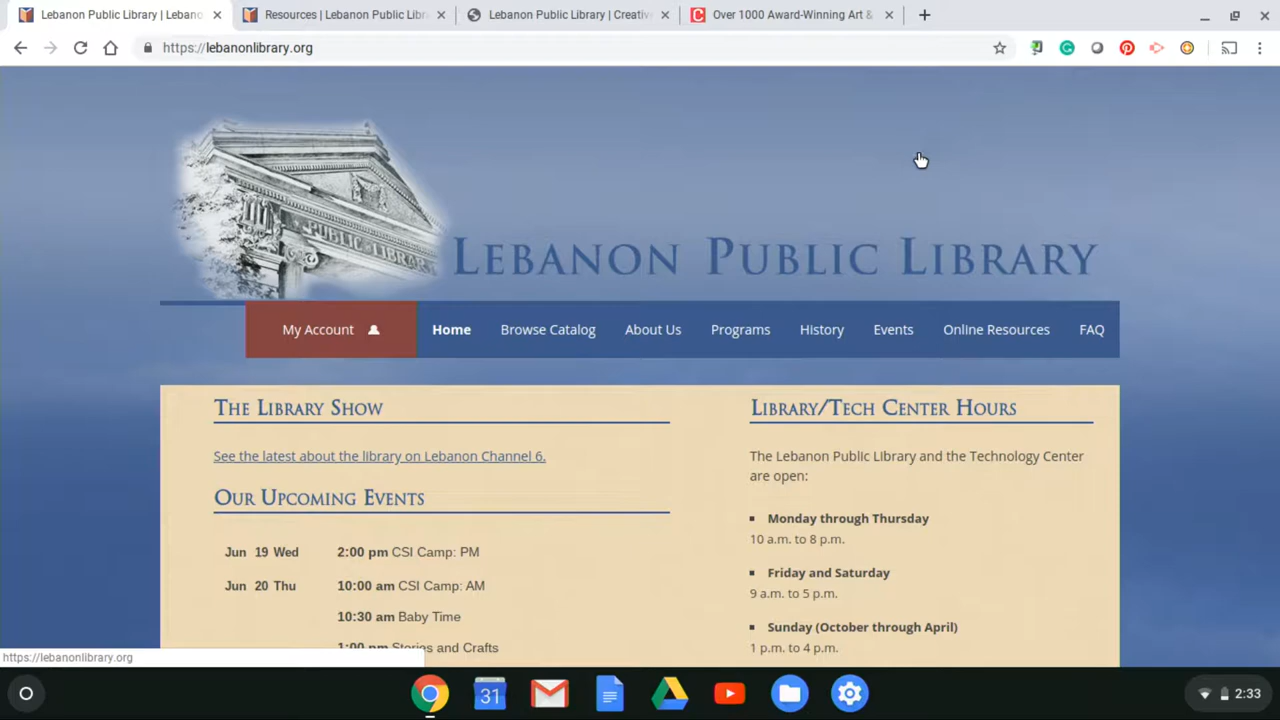 Lebanon Public Library | Lebano
Resources | Lebanon Public Libr
Lebanon Public Library | Creativ
Over 1000 Award-Winning Art &
https://lebanonlibrary.org
PUBLIC LIBRARY
LEBANON PUBLIC LIBRARY
My Account Home Browse Catalog About Us Programs History Events Online Resources FAQ
THE LIBRARY SHOW
See the latest about the library on Lebanon Channel 6.
OUR UPCOMING EVENTS
Jun 19 Wed 2:00 pm CSI Camp: PM
Jun 20 Thu 10:00 am CSI Camp: AM
10:30 am Baby Time
1:00 pm Stories and Crafts
LIBRARY/TECH CENTER HOURS
The Lebanon Public Library and the Technology Center
are open:
Monday through Thursday
10 a.m. to 8 p.m.
Friday and Saturday
9 a.m. to 5 p.m.
Sunday (October through April)
1 p.m. to 4 p.m.
https://lebanonlibrary.org
31
2:33